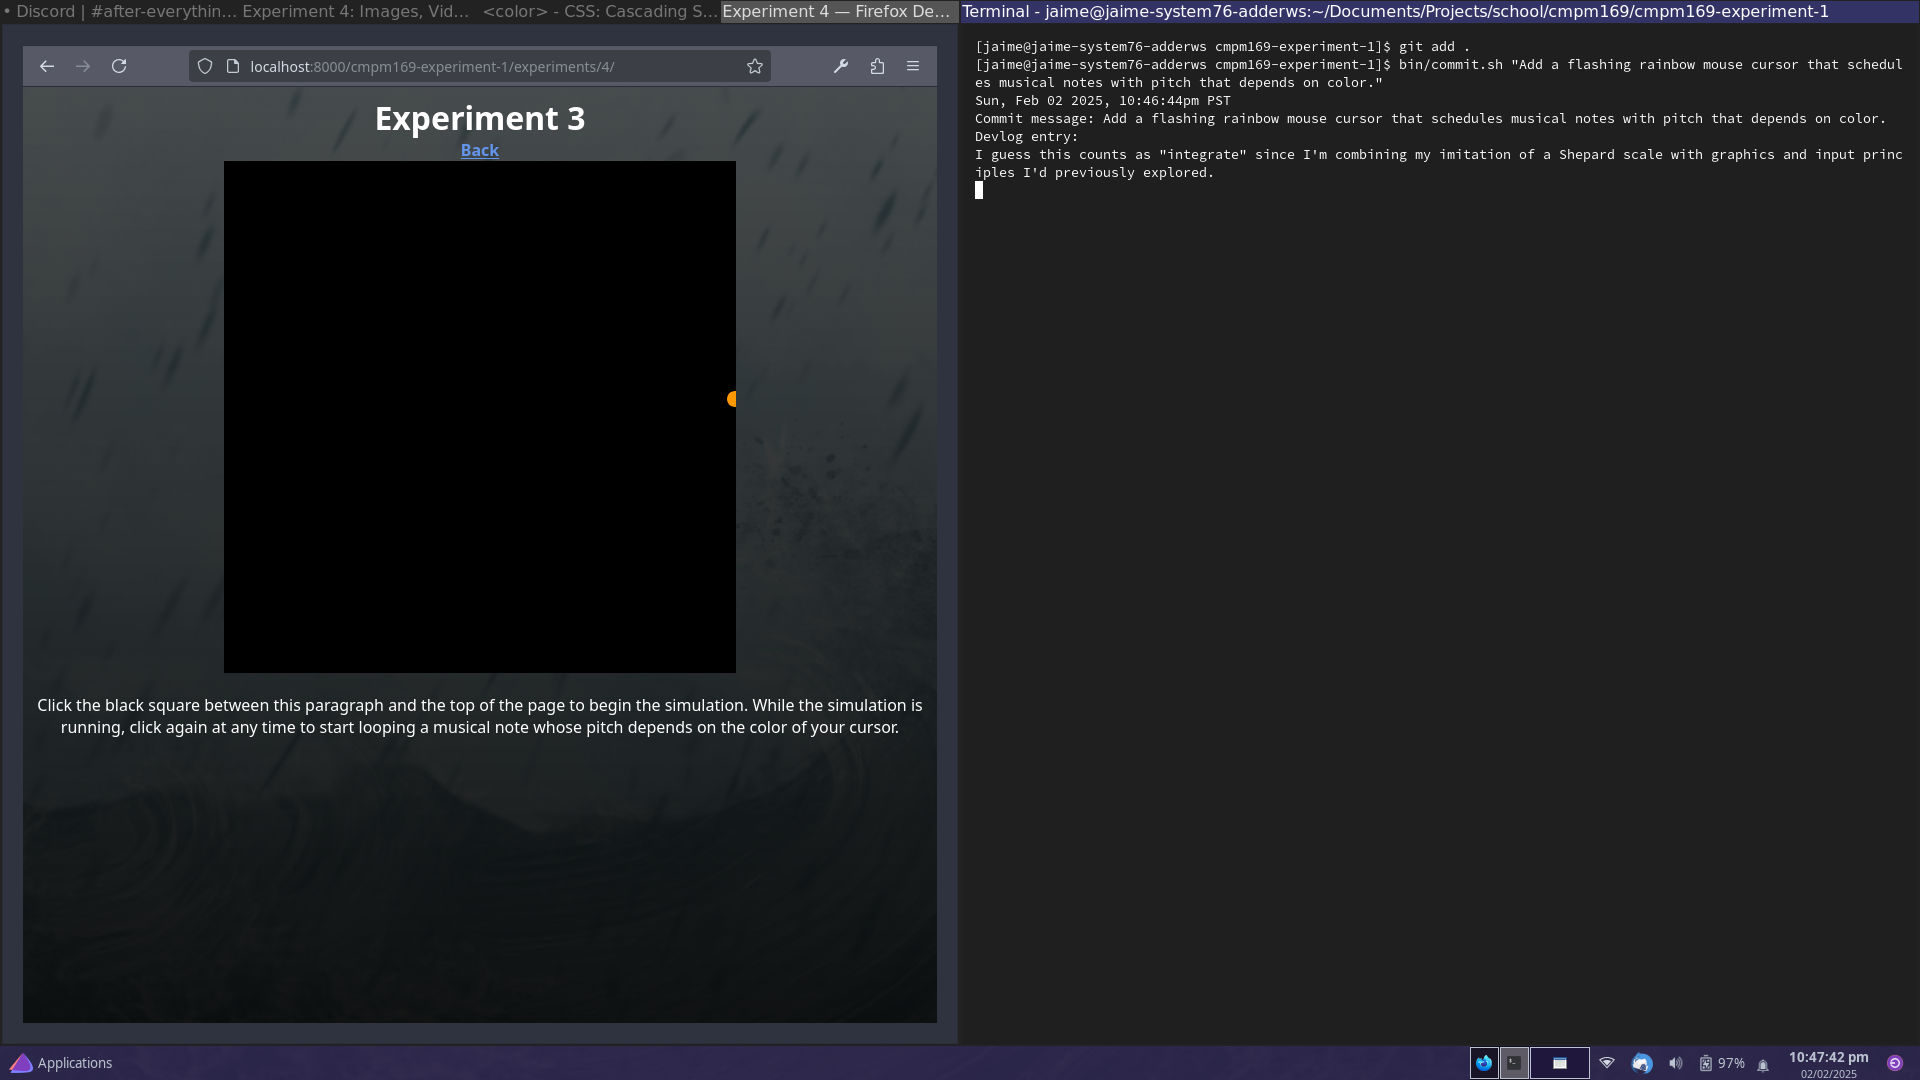 • Discord | #after-everythin…
Experiment 4: Images, Vid…
<color> - CSS: Cascading S…
Experiment 4 — Firefox De…
Terminal - jaime@jaime-system76-adderws:~/Documents/Projects/school/cmpm169/cmpm169-experiment-1
localhost:8000/cmpm169-experiment-1/experiments/4/
Experiment 3
Back
Click the black square between this paragraph and the top of the page to begin the simulation. While the simulation is
running, click again at any time to start looping a musical note whose pitch depends on the color of your cursor.
[jaime@jaime-system76-adderws cmpm169-experiment-1]$ git add .
[jaime@jaime-system76-adderws cmpm169-experiment-1]$ bin/commit.sh "Add a flashing rainbow mouse cursor that schedul
es musical notes with pitch that depends on color."
Sun, Feb 02 2025, 10:46:44pm PST
Commit message: Add a flashing rainbow mouse cursor that schedules musical notes with pitch that depends on color.
Devlog entry:
I guess this counts as "integrate" since I'm combining my imitation of a Shepard scale with graphics and input princ
iples I'd previously explored.
Applications
97%
10:47:42 pm
02/02/2025